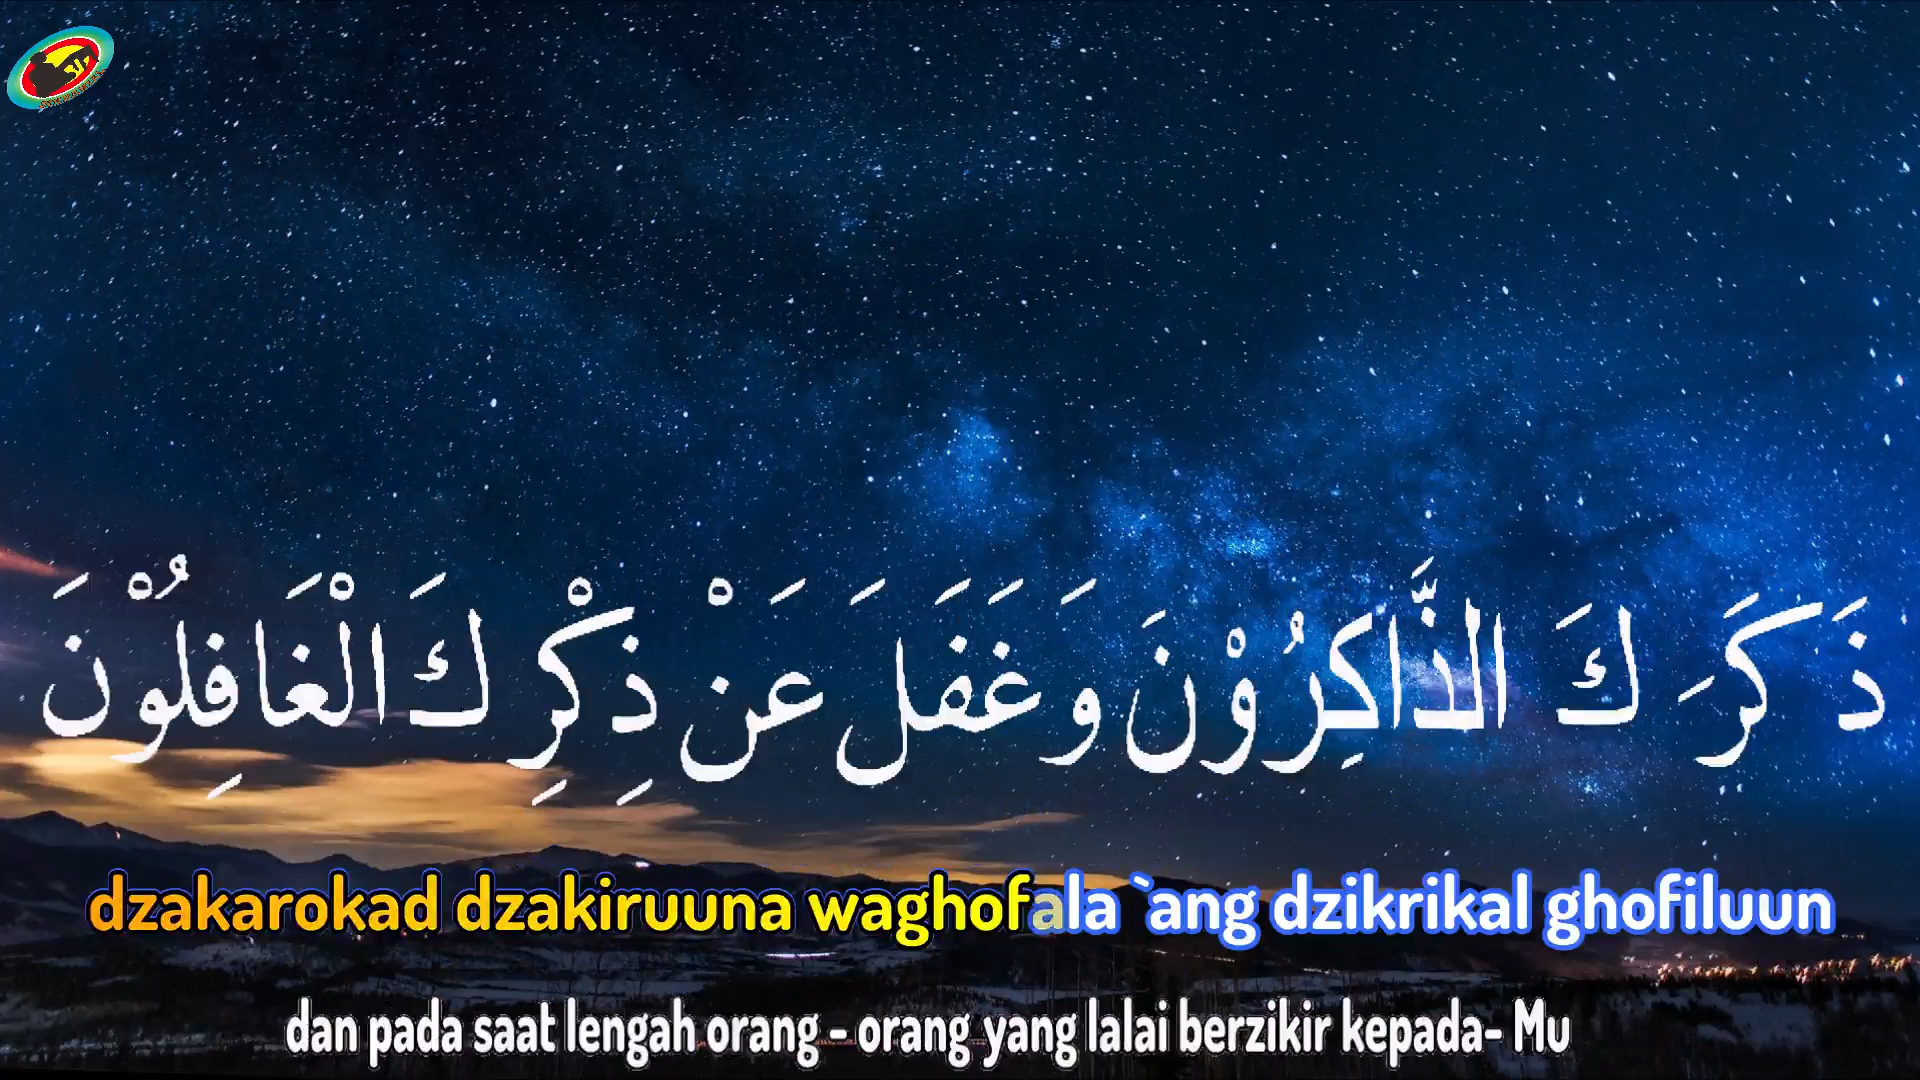 ذَكَرَكَ الذَّاكِرُوْنَ وَغَفَلَ عَنْ ذِكْرِكَ الْغَافِلُوْنَ
dzakarokad dzakiruuna waghofala `ang dzikrikal ghofiluun
dan pada saat lengah orang - orang yang lalai berzikir kepada- Mu